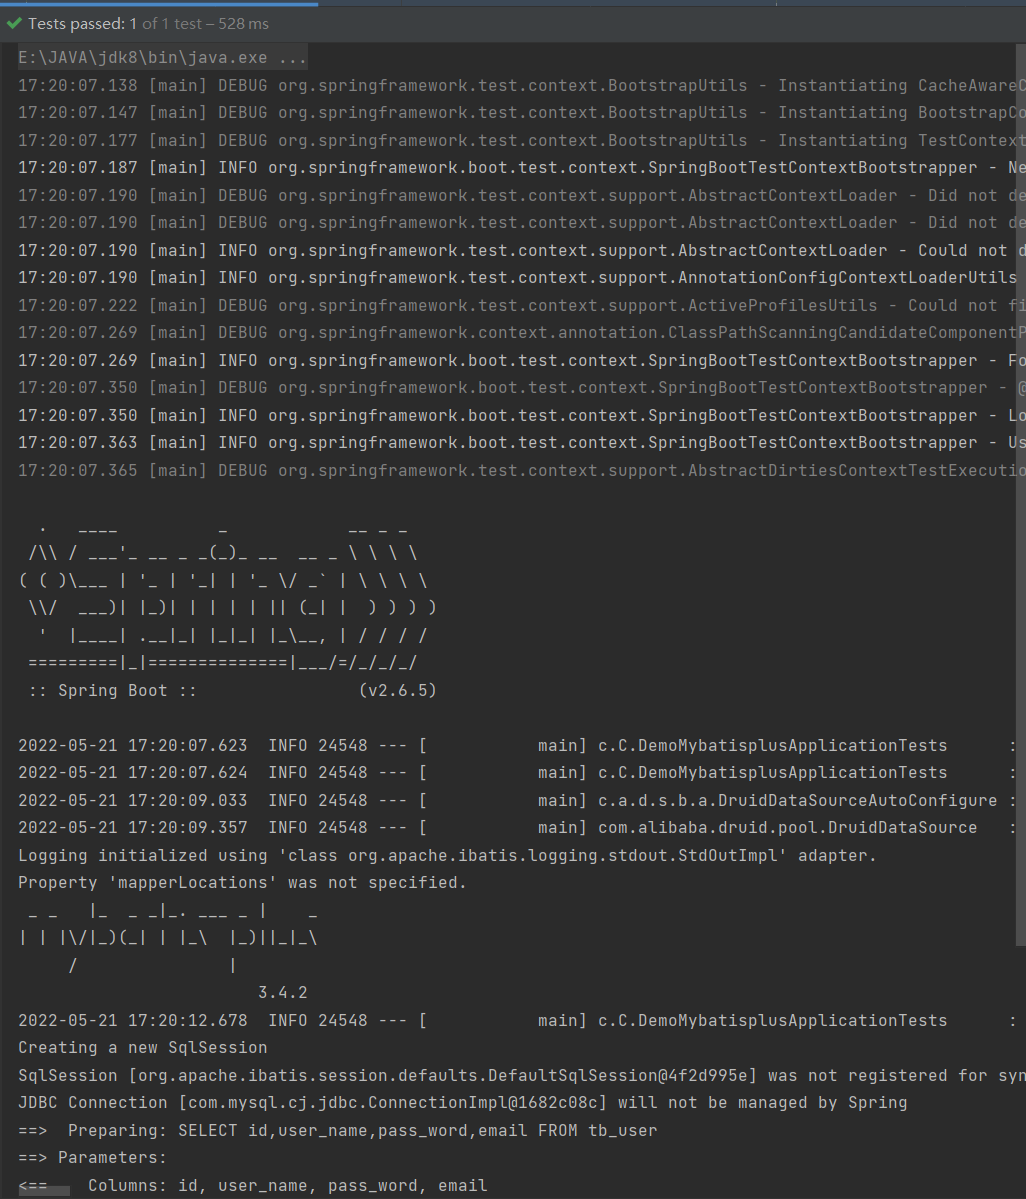 Tests passed: 1 of 1 test – 528 ms
E:\JAVA\jdk8\bin\java.exe ...
17:20:07.138 [main] DEBUG org.springframework.test.context.BootstrapUtils - Instantiating CacheAwareC
17:20:07.147 [main] DEBUG org.springframework.test.context.BootstrapUtils - Instantiating BootstrapCo
17:20:07.177 [main] DEBUG org.springframework.test.context.BootstrapUtils - Instantiating TestContext
17:20:07.187 [main] INFO org.springframework.boot.test.context.SpringBootTestContextBootstrapper - Ne
17:20:07.190 [main] DEBUG org.springframework.test.context.support.AbstractContextLoader - Did not de
17:20:07.190 [main] DEBUG org.springframework.test.context.support.AbstractContextLoader - Did not de
17:20:07.190 [main] INFO org.springframework.test.context.support.AbstractContextLoader - Could not d
17:20:07.190 [main] INFO org.springframework.test.context.support.AnnotationConfigContextLoaderUtils
17:20:07.222 [main] DEBUG org.springframework.test.context.support.ActiveProfilesUtils - Could not fi
17:20:07.269 [main] DEBUG org.springframework.context.annotation.ClassPathScanningCandidateComponentP
17:20:07.269 [main] INFO org.springframework.boot.test.context.SpringBootTestContextBootstrapper - Fo
17:20:07.350 [main] DEBUG org.springframework.boot.test.context.SpringBootTestContextBootstrapper - @
17:20:07.350 [main] INFO org.springframework.boot.test.context.SpringBootTestContextBootstrapper - Lo
17:20:07.363 [main] INFO org.springframework.boot.test.context.SpringBootTestContextBootstrapper - Us
17:20:07.365 [main] DEBUG org.springframework.test.context.support.AbstractDirtiesContextTestExecutio
  .   ____          _            __ _ _
 /\\ / ___'_ __ _ _(_)_ __  __ _ \ \ \ \
( ( )\___ | '_ | '_| | '_ \/ _` | \ \ \ \
 \\/  ___)| |_)| | | | | || (_| |  ) ) ) )
  '  |____| .__|_| |_|_| |_\__, | / / / /
 =========|_|==============|___/=/_/_/_/
 :: Spring Boot ::                (v2.6.5)
2022-05-21 17:20:07.623  INFO 24548 --- [           main] c.C.DemoMybatisplusApplicationTests      :
2022-05-21 17:20:07.624  INFO 24548 --- [           main] c.C.DemoMybatisplusApplicationTests      :
2022-05-21 17:20:09.033  INFO 24548 --- [           main] c.a.d.s.b.a.DruidDataSourceAutoConfigure :
2022-05-21 17:20:09.357  INFO 24548 --- [           main] com.alibaba.druid.pool.DruidDataSource   :
Logging initialized using 'class org.apache.ibatis.logging.stdout.StdOutImpl' adapter.
Property 'mapperLocations' was not specified.
 _ _   |_  _ _|_. ___ _ |    _
| | |\/|_)(_| | |_\  |_)||_|_\
     /               |
                        3.4.2
2022-05-21 17:20:12.678  INFO 24548 --- [           main] c.C.DemoMybatisplusApplicationTests      :
Creating a new SqlSession
SqlSession [org.apache.ibatis.session.defaults.DefaultSqlSession@4f2d995e] was not registered for syn
JDBC Connection [com.mysql.cj.jdbc.ConnectionImpl@1682c08c] will not be managed by Spring
==>  Preparing: SELECT id,user_name,pass_word,email FROM tb_user
==> Parameters:
<==    Columns: id, user_name, pass_word, email